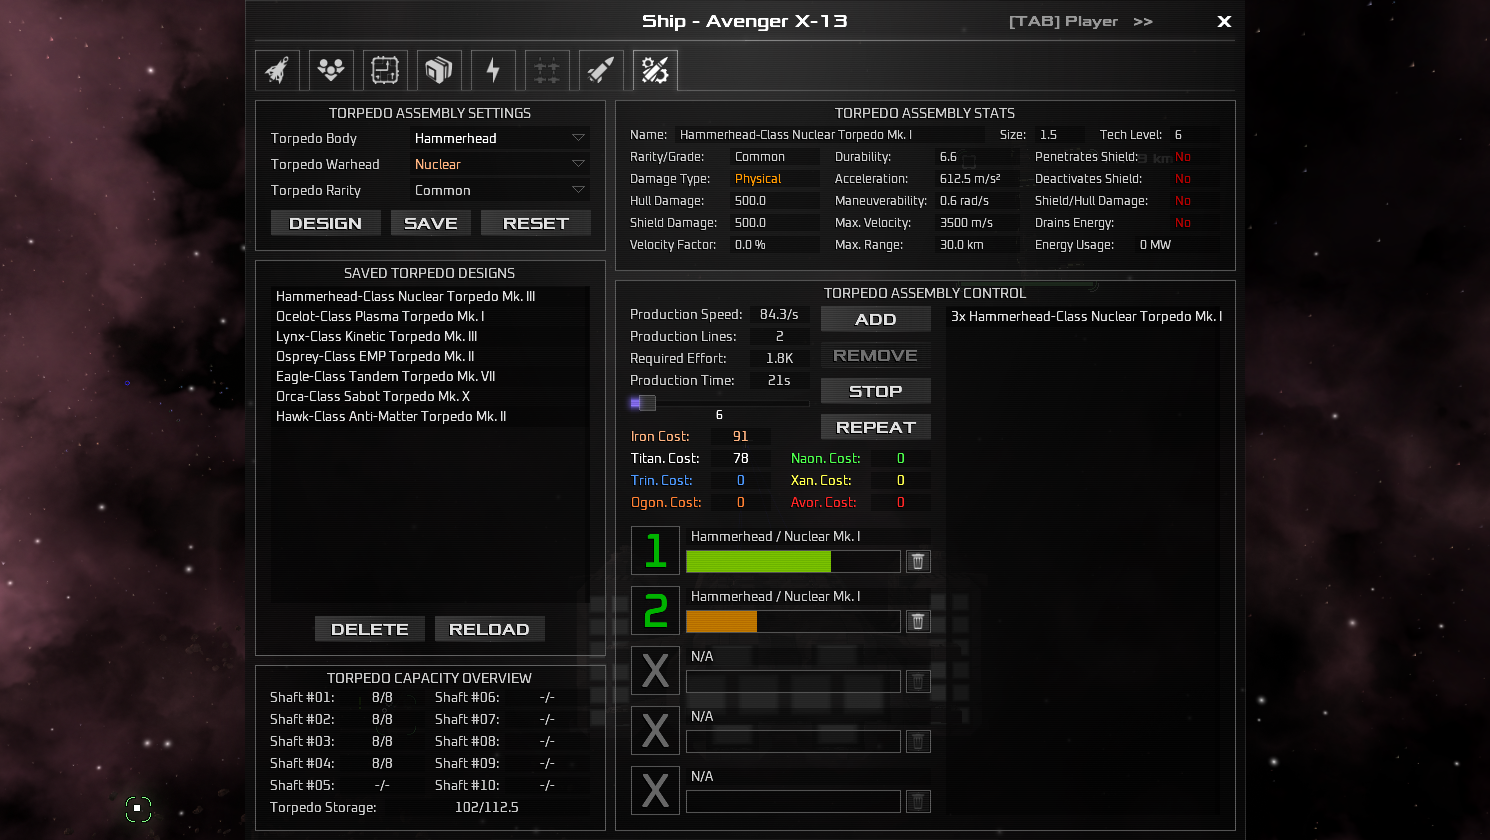 Ship - Avenger X-13
[TAB] Player >>
X
TORPEDO ASSEMBLY SETTINGS
Torpedo Body Hammerhead
Torpedo Warhead Nuclear
Torpedo Rarity Common
DESIGN SAVE RESET
SAVED TORPEDO DESIGNS
Hammerhead-Class Nuclear Torpedo Mk. III
Ocelot-Class Plasma Torpedo Mk. I
Lynx-Class Kinetic Torpedo Mk. III
Osprey-Class EMP Torpedo Mk. II
Eagle-Class Tandem Torpedo Mk. VII
Orca-Class Sabot Torpedo Mk. X
Hawk-Class Anti-Matter Torpedo Mk. II
DELETE RELOAD
TORPEDO CAPACITY OVERVIEW
Shaft #01: 8/8 Shaft #06: -/-
Shaft #02: 8/8 Shaft #07: -/-
Shaft #03: 8/8 Shaft #08: -/-
Shaft #04: 8/8 Shaft #09: -/-
Shaft #05: -/- Shaft #10: -/-
Torpedo Storage: 102/112.5
TORPEDO ASSEMBLY STATS
Name: Hammerhead-Class Nuclear Torpedo Mk. I Size: 1.5 Tech Level: 6
Rarity/Grade: Common Durability: 6.6 Penetrates Shield: No
Damage Type: Physical Acceleration: 612.5 m/s² Deactivates Shield: No
Hull Damage: 500.0 Maneuverability: 0.6 rad/s Shield/Hull Damage: No
Shield Damage: 500.0 Max. Velocity: 3500 m/s Drains Energy: No
Velocity Factor: 0.0 % Max. Range: 30.0 km Energy Usage: 0 MW
TORPEDO ASSEMBLY CONTROL
Production Speed: 84.3/s
Production Lines: 2
Required Effort: 1.8K
Production Time: 21s
6
ADD
REMOVE
STOP
REPEAT
3x Hammerhead-Class Nuclear Torpedo Mk. I
Iron Cost: 91
Titan. Cost: 78 Naon. Cost: 0
Trin. Cost: 0 Xan. Cost: 0
Ogon. Cost: 0 Avor. Cost: 0
1 Hammerhead / Nuclear Mk. I
2 Hammerhead / Nuclear Mk. I
X N/A
X N/A
X N/A